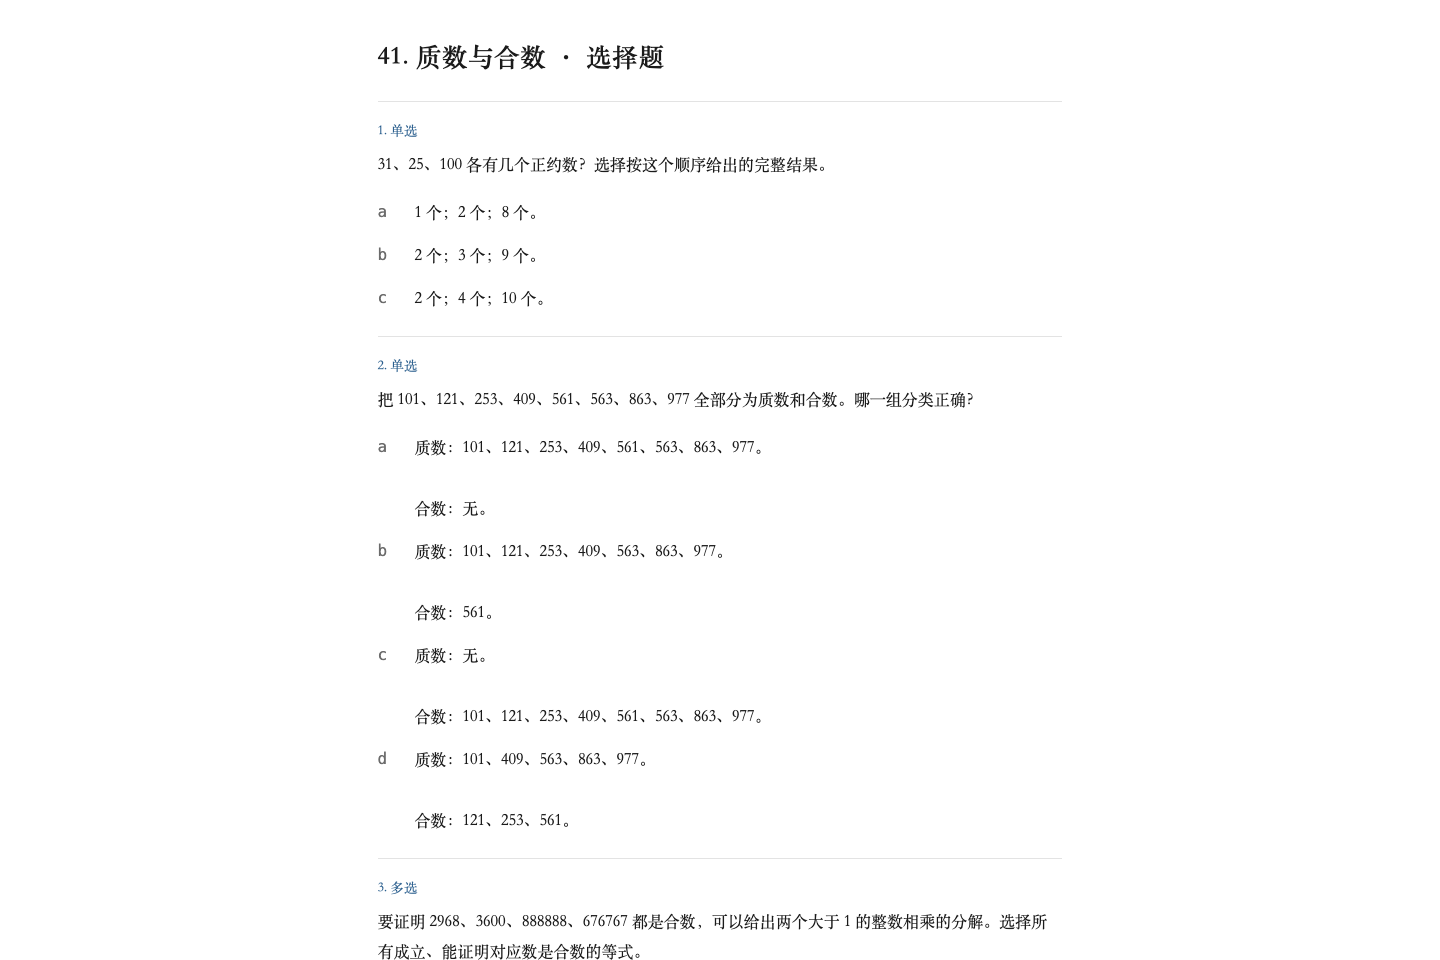 41. 质数与合数 · 选择题
1. 单选
31、25、100 各有几个正约数？选择按这个顺序给出的完整结果。
a 1 个；2 个；8 个。
b 2 个；3 个；9 个。
c 2 个；4 个；10 个。
2. 单选
把 101、121、253、409、561、563、863、977 全部分为质数和合数。哪一组分类正确？
a 质数：101、121、253、409、561、563、863、977。
合数：无。
b 质数：101、121、253、409、563、863、977。
合数：561。
c 质数：无。
合数：101、121、253、409、561、563、863、977。
d 质数：101、409、563、863、977。
合数：121、253、561。
3. 多选
要证明 2968、3600、888888、676767 都是合数，可以给出两个大于 1 的整数相乘的分解。选择所
有成立、能证明对应数是合数的等式。